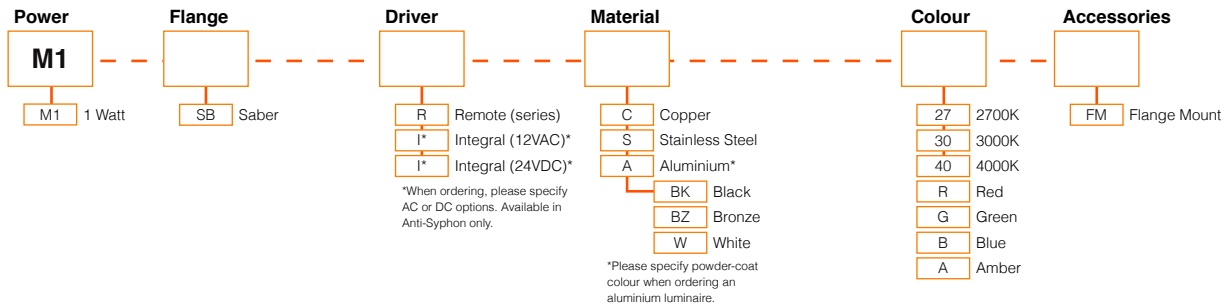 Power
M1
M1 1 Watt
Flange
SB Saber
Driver
R Remote (series)
I* Integral (12VAC)*
I* Integral (24VDC)*
*When ordering, please specify
AC or DC options. Available in
Anti-Syphon only.
Material
C Copper
S Stainless Steel
A Aluminium*
BK Black
BZ Bronze
W White
*Please specify powder-coat
colour when ordering an
aluminium luminaire.
Colour
27 2700K
30 3000K
40 4000K
R Red
G Green
B Blue
A Amber
Accessories
FM Flange Mount